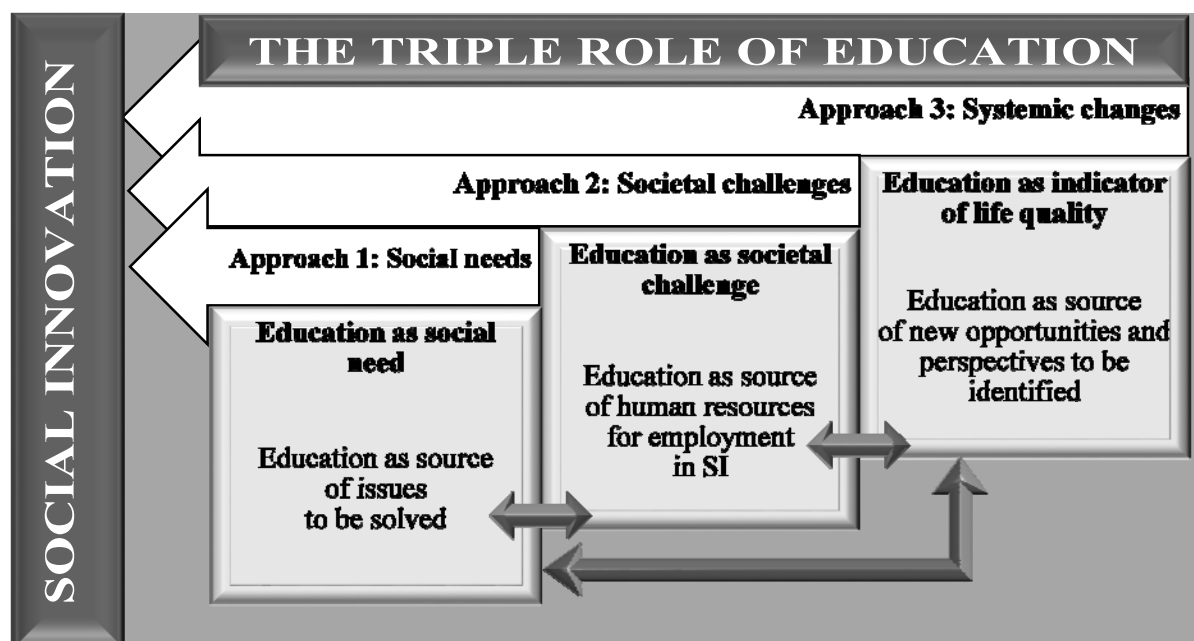 SOCIAL INNOVATION
THE TRIPLE ROLE OF EDUCATION
Approach 3: Systemic changes
Approach 2: Societal challenges
Approach 1: Social needs
Education as social
need
Education as source
of issues
to be solved
Education as societal
challenge
Education as source
of human resources
for employment
in SI
Education as indicator
of life quality
Education as source
of new opportunities and
perspectives to be
identified